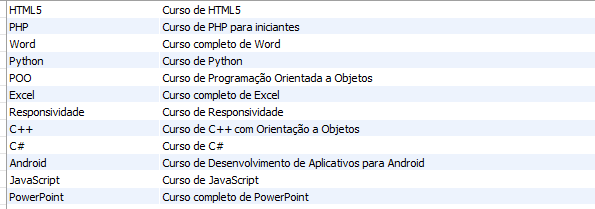 HTML5 Curso de HTML5
PHP Curso de PHP para iniciantes
Word Curso completo de Word
Python Curso de Python
POO Curso de Programação Orientada a Objetos
Excel Curso completo de Excel
Responsividade Curso de Responsividade
C++ Curso de C++ com Orientação a Objetos
C# Curso de C#
Android Curso de Desenvolvimento de Aplicativos para Android
JavaScript Curso de JavaScript
PowerPoint Curso completo de PowerPoint